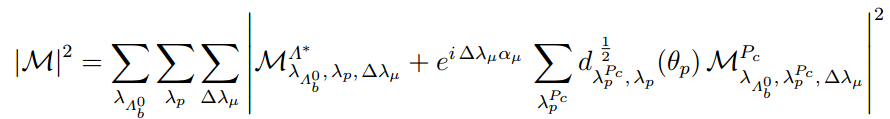 $$|\mathcal{M}|^2 = \sum_{\lambda_{\Lambda_b^0}} \sum_{\lambda_p} \sum_{\Delta\lambda_\mu} \left| \mathcal{M}^{\Lambda^*}_{\lambda_{\Lambda_b^0},\,\lambda_p,\,\Delta\lambda_\mu} + e^{i\,\Delta\lambda_\mu\alpha_\mu} \sum_{\lambda_p^{P_c}} d^{\,\frac{1}{2}}_{\lambda_p^{P_c},\,\lambda_p}(\theta_p)\, \mathcal{M}^{P_c}_{\lambda_{\Lambda_b^0},\,\lambda_p^{P_c},\,\Delta\lambda_\mu} \right|^2$$